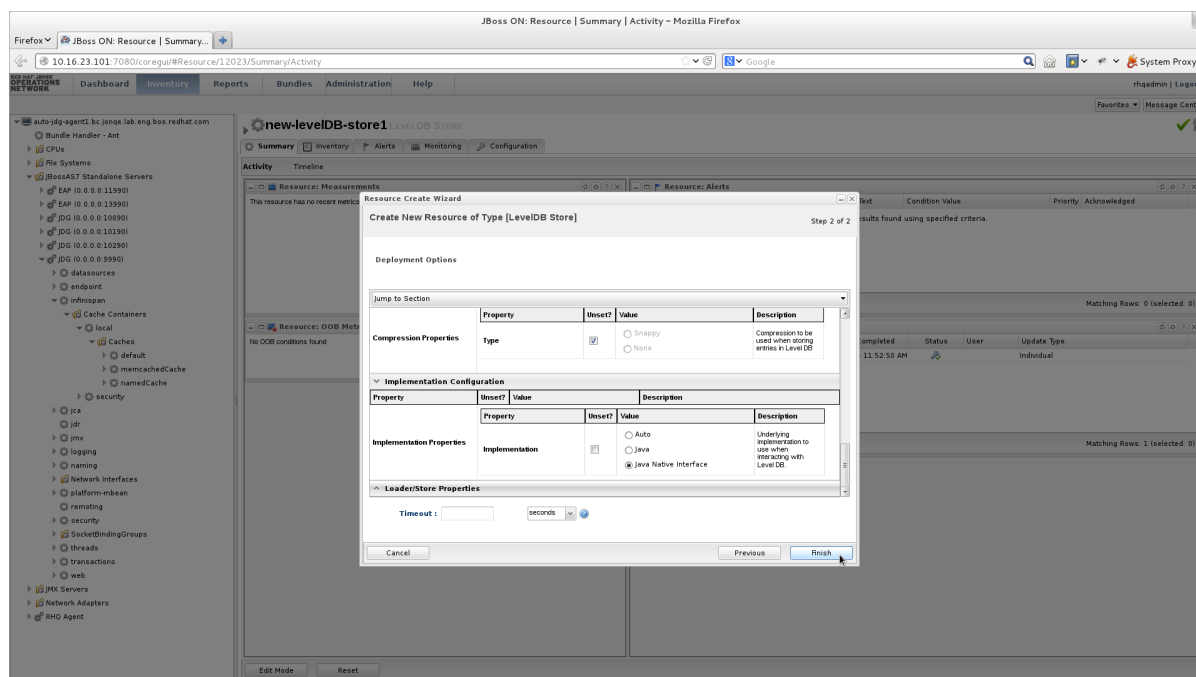 JBoss ON: Resource | Summary | Activity - Mozilla Firefox
Firefox
JBoss ON: Resource | Summary...
10.16.23.101:7080/coregui/#Resource/12023/Summary/Activity
Google
System Proxy
RED HAT JBOSS
OPERATIONS
NETWORK
Dashboard Inventory Reports Bundles Administration Help
rhqadmin |
Favorites Message Cent
auto-jdg-agent1.bc.jonqe.lab.eng.bos.redhat.com
Bundle Handler - Ant
CPUs
File Systems
JBossAS7 Standalone Servers
EAP (0.0.0.0:11990)
EAP (0.0.0.0:13990)
JDG (0.0.0.0:10090)
JDG (0.0.0.0:10190)
JDG (0.0.0.0:10290)
JDG (0.0.0.0:9990)
datasources
endpoint
infinispan
Cache Containers
local
Caches
default
memcachedCache
namedCache
security
jca
jdr
jmx
logging
naming
Network Interfaces
platform-mbean
remoting
security
SocketBindingGroups
threads
transactions
web
JMX Servers
Network Adapters
RHQ Agent
new-levelDB-store1 LEVELDB STORE
Summary Inventory Alerts Monitoring Configuration
Activity Timeline
Resource: Measurements
This resource has no recent metrics
Resource: Alerts
Text Condition Value Priority Acknowledged
esults found using specified criteria.
Matching Rows: 0 (selected: 0)
Resource: OOB Metr
No OOB conditions found
Completed Status User Update Type
11:52:50 AM Individual
Matching Rows: 1 (selected: 0)
Resource Create Wizard
Create New Resource of Type [LevelDB Store]
Step 2 of 2
Deployment Options
Jump to Section
Property Unset? Value Description
Compression Properties
Type
Snappy
None
Compression to be
used when storing
entries in Level DB
Implementation Configuration
Property Unset? Value Description
Property Unset? Value Description
Implementation Properties
Implementation
Auto
Java
Java Native Interface
Underlying
implementation to
use when
interacting with
Level DB.
Loader/Store Properties
Timeout :
seconds
Cancel
Previous
Finish
Edit Mode Reset